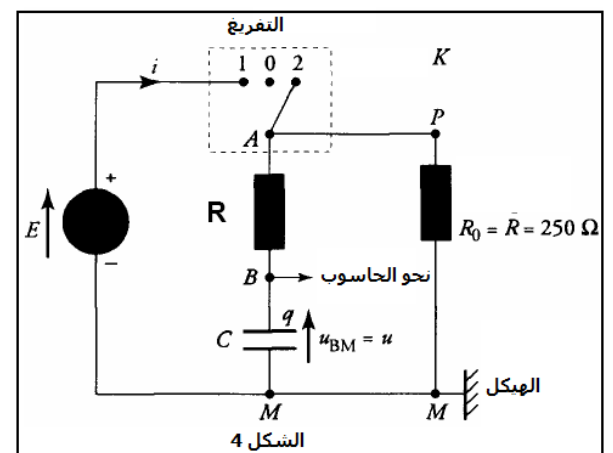 التفريغ
i
1 0 2
K
A
P
+
E
R
R₀ = R̄ = 250 Ω
−
B
نحو الحاسوب
q
C
u_BM = u
الهيكل
M
M
الشكل 4